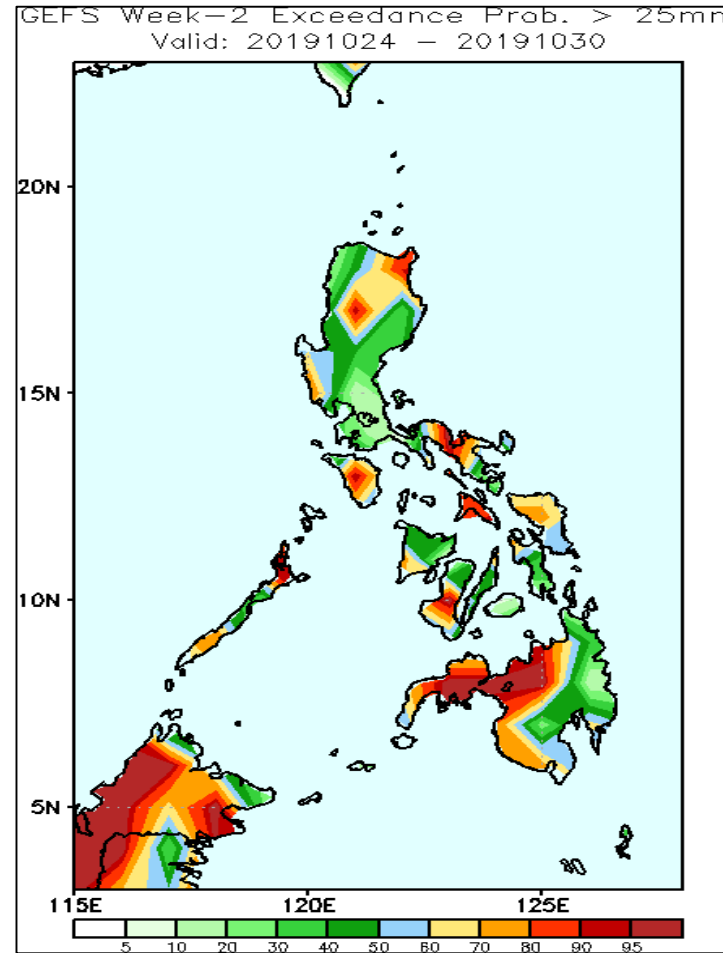 GEFS Week-2 Exceedance Prob. > 25mm
Valid: 20191024 - 20191030
20N
15N
10N
5N
115E 120E 125E
5 10 20 30 40 50 60 70 80 90 95